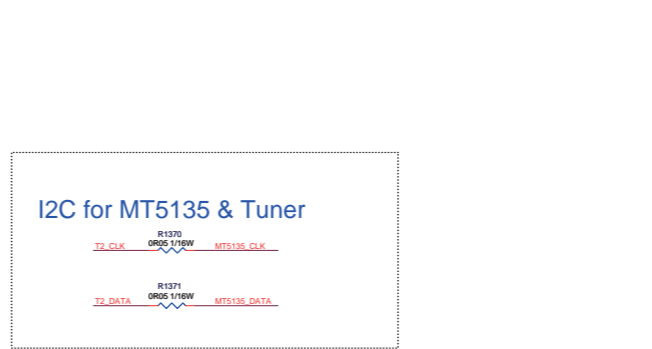 I2C for MT5135 & Tuner
R1370
0R05 1/16W
T2_CLK MT5135_CLK
R1371
0R05 1/16W
T2_DATA MT5135_DATA